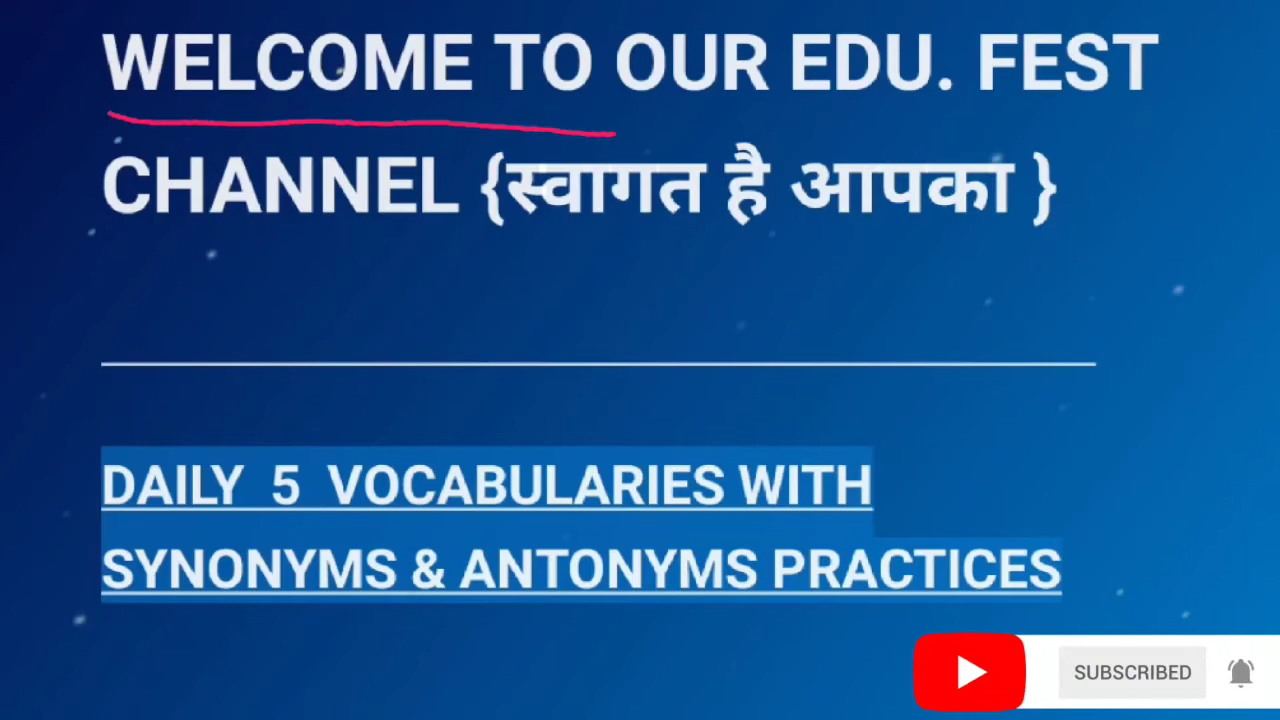 WELCOME TO OUR EDU. FEST
CHANNEL {स्वागत है आपका }
DAILY 5 VOCABULARIES WITH
SYNONYMS & ANTONYMS PRACTICES
SUBSCRIBED